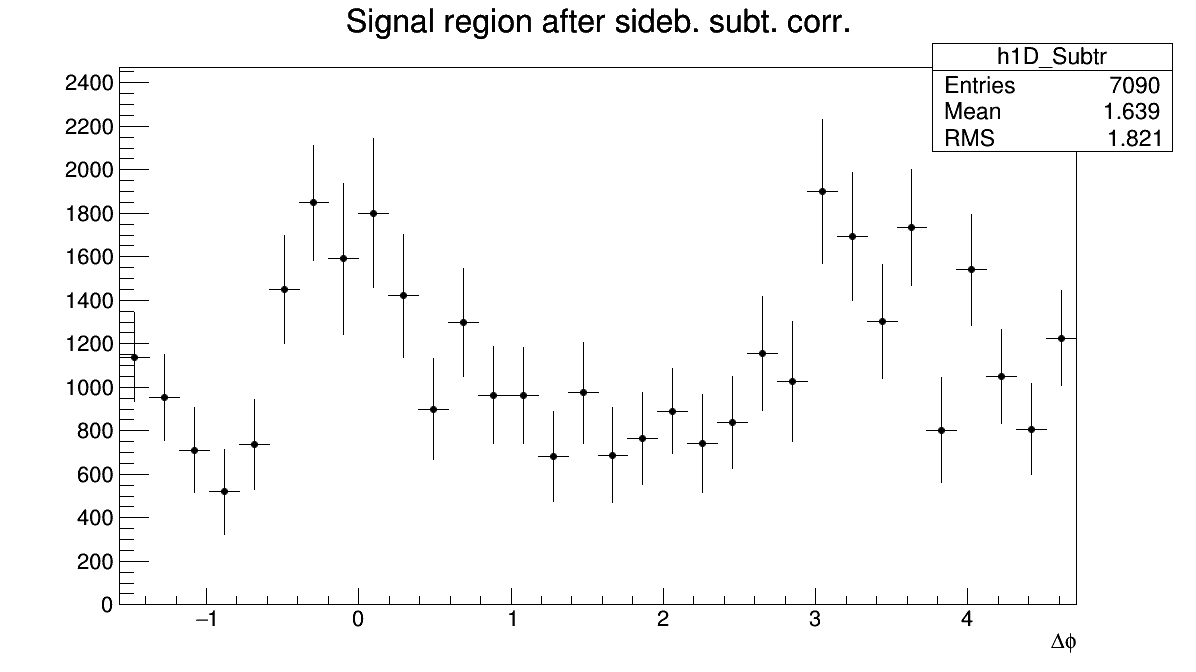 Signal region after sideb. subt. corr.
h1D_Subtr
Entries 7090
Mean 1.639
RMS 1.821
2400
2200
2000
1800
1600
1400
1200
1000
800
600
400
200
0
−1 0 1 2 3 4
Δϕ